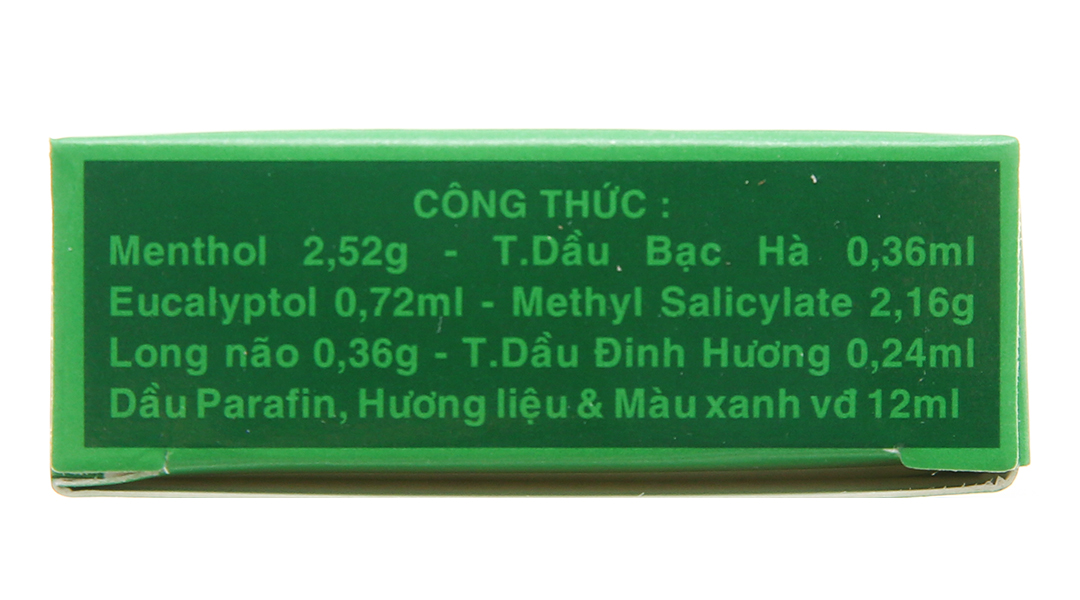 CÔNG THỨC :
Menthol 2,52g - T.Dầu Bạc Hà 0,36ml
Eucalyptol 0,72ml - Methyl Salicylate 2,16g
Long não 0,36g - T.Dầu Đinh Hương 0,24ml
Dầu Parafin, Hương liệu & Màu xanh vđ 12ml